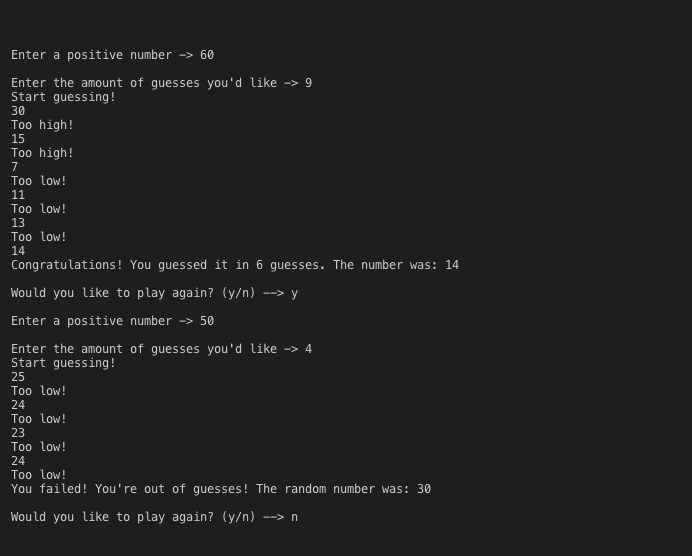 Enter a positive number -> 60
Enter the amount of guesses you'd like -> 9
Start guessing!
30
Too high!
15
Too high!
7
Too low!
11
Too low!
13
Too low!
14
Congratulations! You guessed it in 6 guesses. The number was: 14
Would you like to play again? (y/n) --> y
Enter a positive number -> 50
Enter the amount of guesses you'd like -> 4
Start guessing!
25
Too low!
24
Too low!
23
Too low!
24
Too low!
You failed! You're out of guesses! The random number was: 30
Would you like to play again? (y/n) --> n